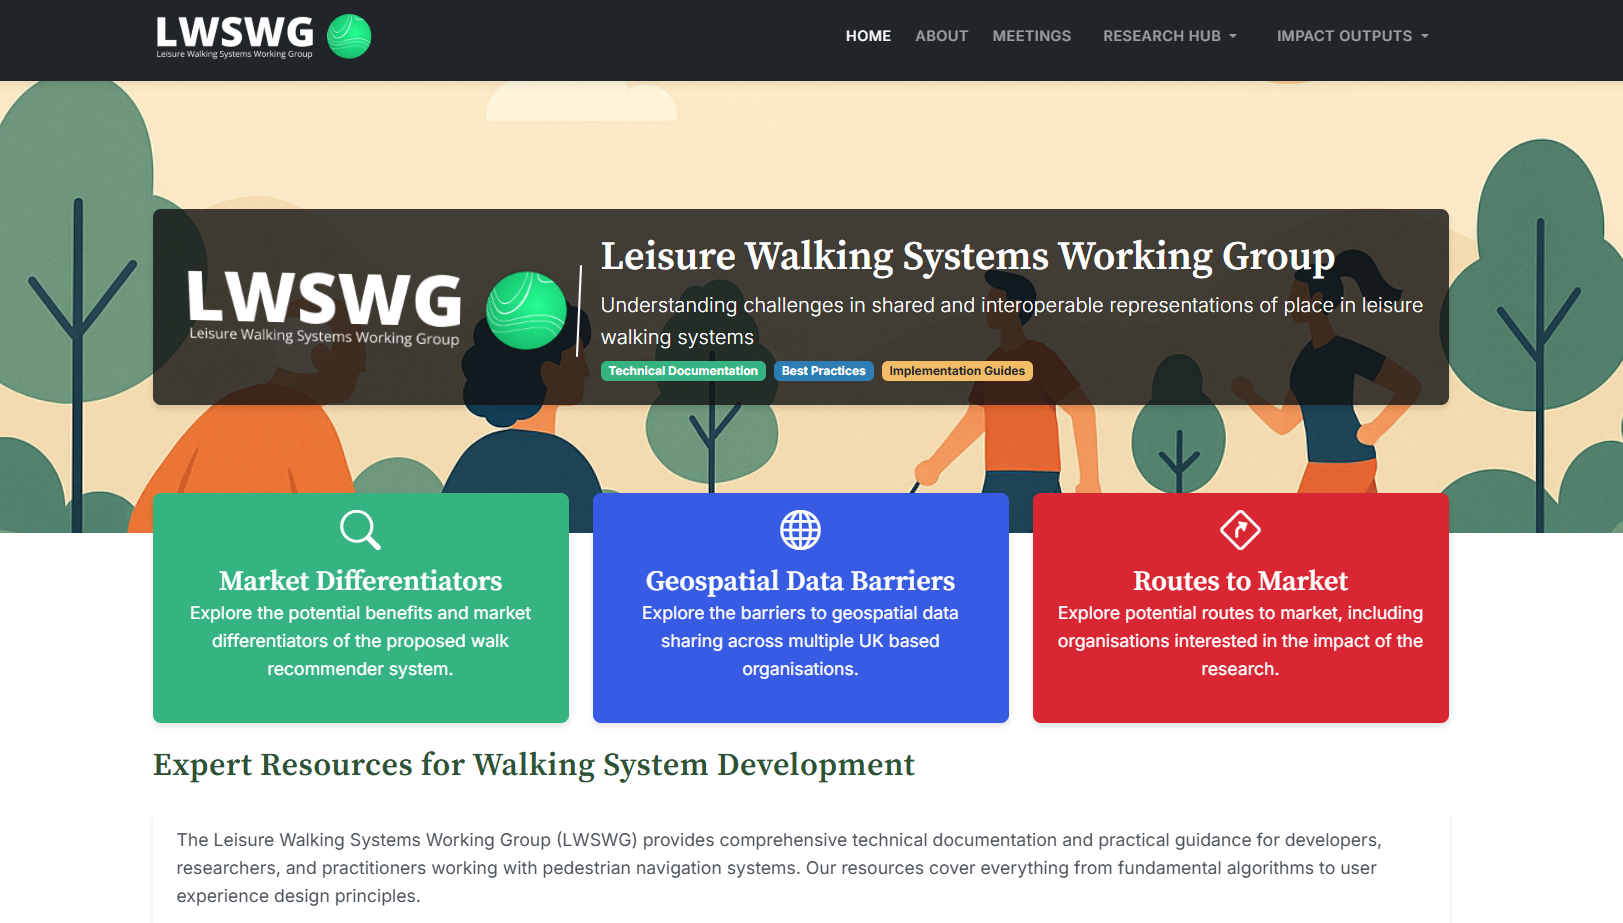 LWSWG
Leisure Walking Systems Working Group
HOME ABOUT MEETINGS RESEARCH HUB IMPACT OUTPUTS
LWSWG
Leisure Walking Systems Working Group
Leisure Walking Systems Working Group
Understanding challenges in shared and interoperable representations of place in leisure
walking systems
Technical Documentation Best Practices Implementation Guides
Market Differentiators
Explore the potential benefits and market
differentiators of the proposed walk
recommender system.
Geospatial Data Barriers
Explore the barriers to geospatial data
sharing across multiple UK based
organisations.
Routes to Market
Explore potential routes to market, including
organisations interested in the impact of the
research.
Expert Resources for Walking System Development
The Leisure Walking Systems Working Group (LWSWG) provides comprehensive technical documentation and practical guidance for developers,
researchers, and practitioners working with pedestrian navigation systems. Our resources cover everything from fundamental algorithms to user
experience design principles.